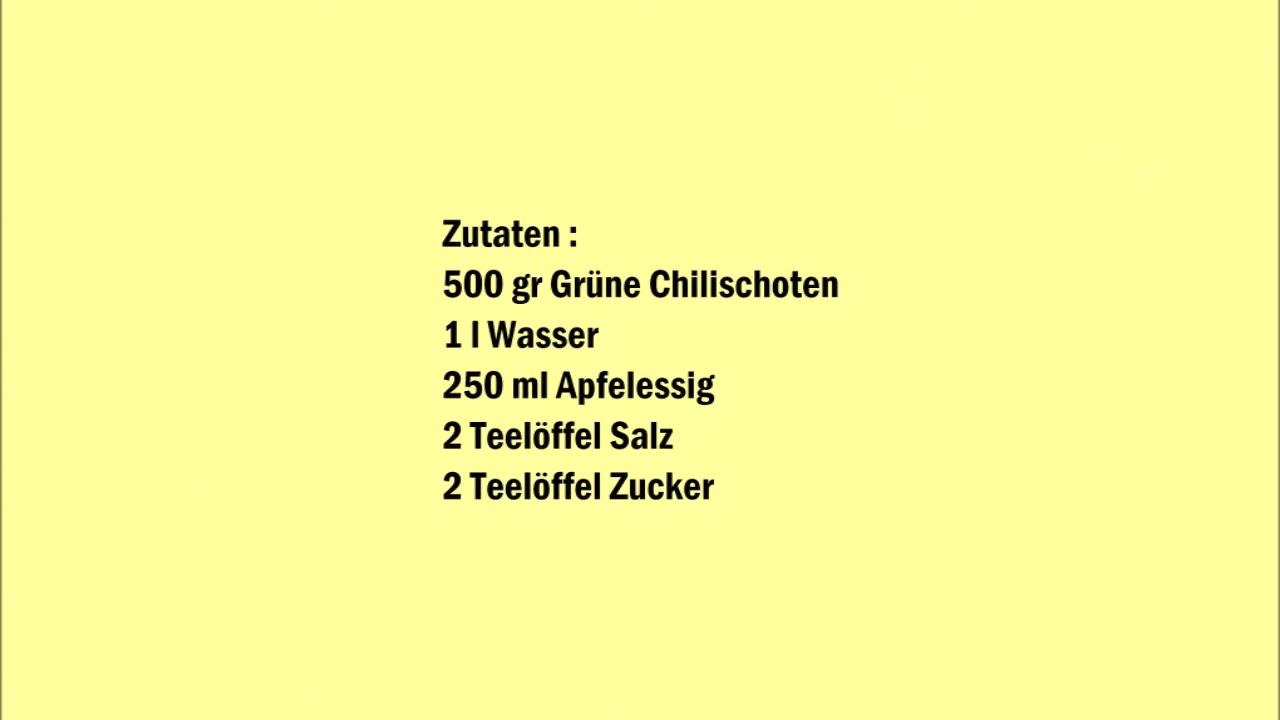 Zutaten :
500 gr Grüne Chilischoten
1 l Wasser
250 ml Apfelessig
2 Teelöffel Salz
2 Teelöffel Zucker